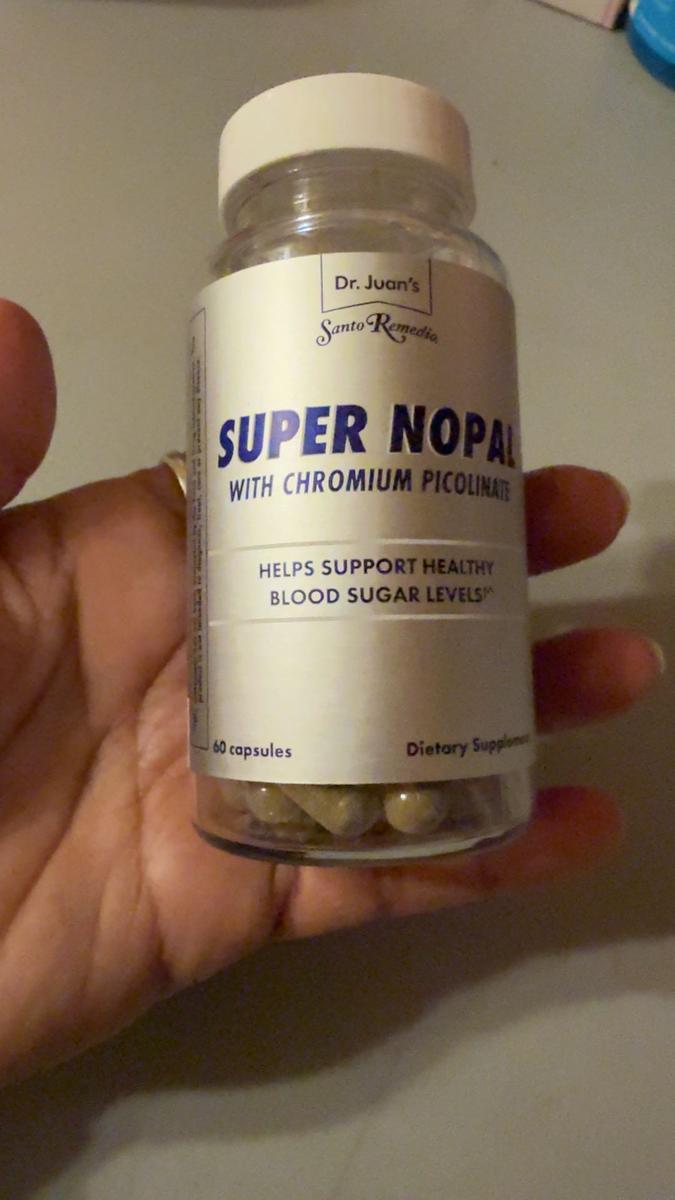 Dr. Juan's
Santo Remedio
SUPER NOPAL
WITH CHROMIUM PICOLINATE
HELPS SUPPORT HEALTHY
BLOOD SUGAR LEVELS†^
60 capsules
Dietary Supplement